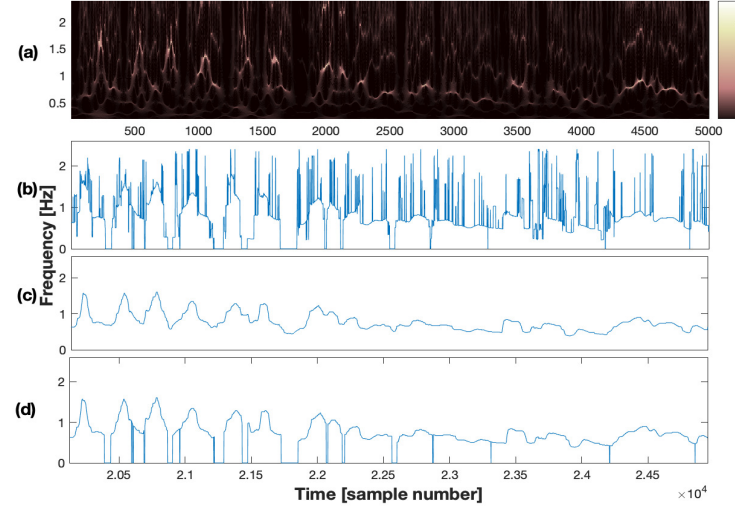 (a)
2
1.5
1
0.5
500 1000 1500 2000 2500 3000 3500 4000 4500 5000
(b)
2
1
0
Frequency [Hz]
(c)
2
1
0
(d)
2
1
0
2.05 2.1 2.15 2.2 2.25 2.3 2.35 2.4 2.45
Time [sample number]
×10⁴